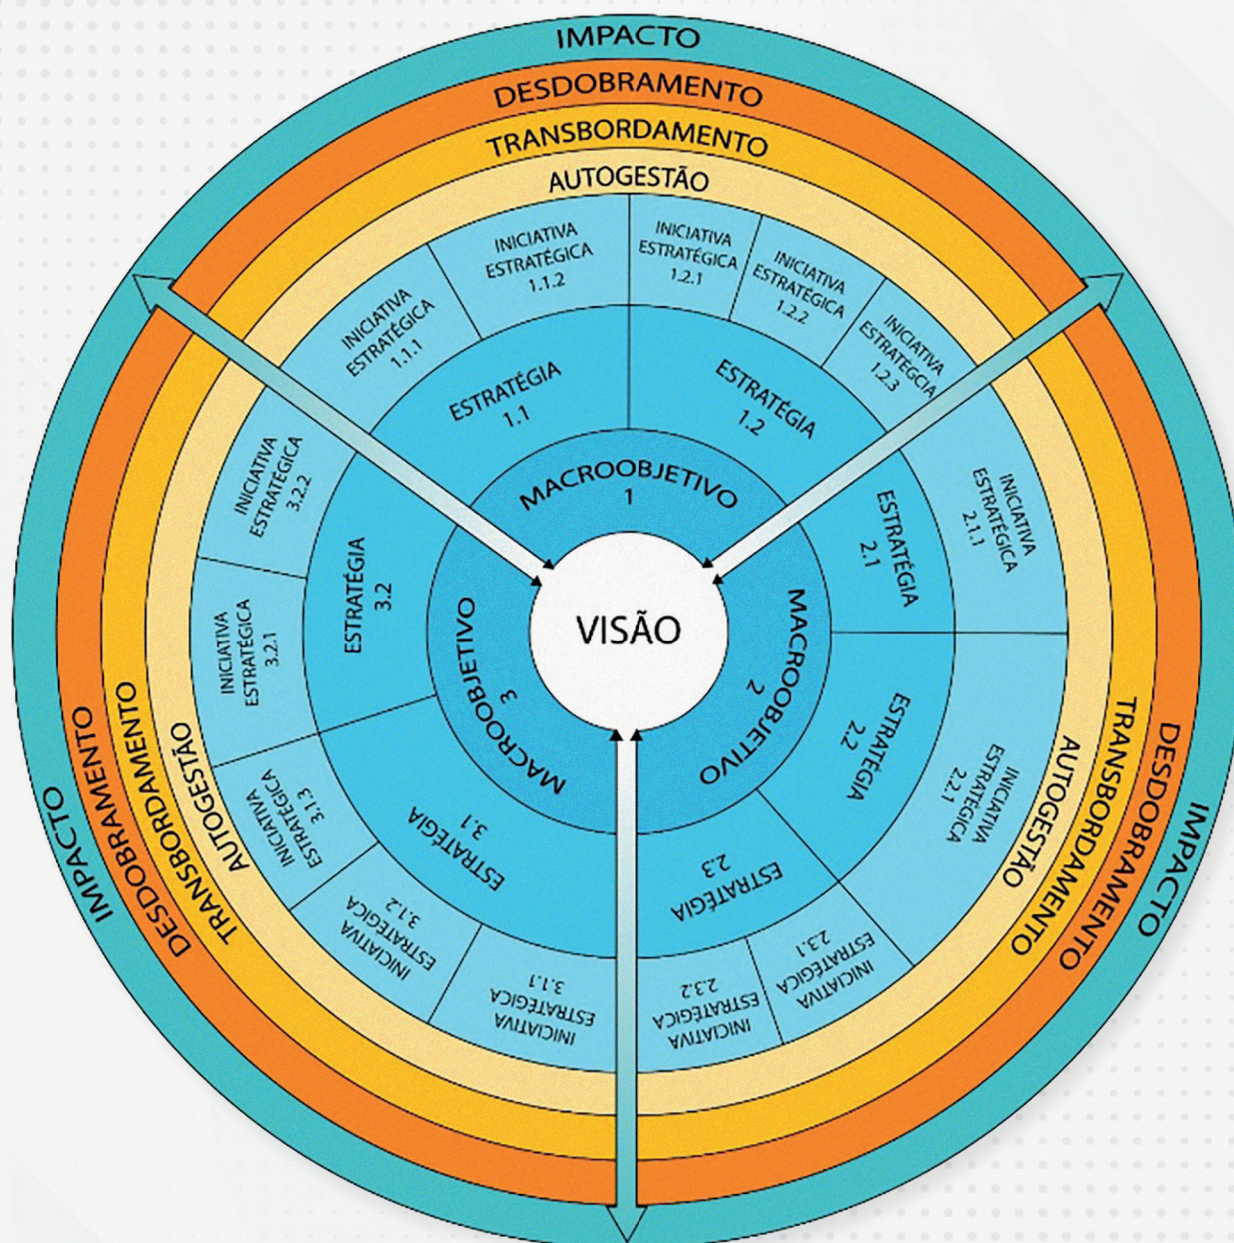 IMPACTO
DESDOBRAMENTO
TRANSBORDAMENTO
AUTOGESTÃO
INICIATIVA
ESTRATÉGICA
1.1.1
INICIATIVA
ESTRATÉGICA
1.1.2
INICIATIVA
ESTRATÉGICA
1.2.1
INICIATIVA
ESTRATÉGICA
1.2.2
INICIATIVA
ESTRATÉGCIA
1.2.3
ESTRATÉGIA
1.1
ESTRATÉGIA
1.2
MACROOBJETIVO
1
VISÃO
MACROOBJETIVO
2
ESTRATÉGIA
2.1
INICIATIVA
ESTRATÉGICA
2.1.1
ESTRATÉGIA
2.2
INICIATIVA
ESTRATÉGICA
2.2.1
ESTRATÉGIA
2.3
INICIATIVA
ESTRATÉGICA
2.3.1
INICIATIVA
ESTRATÉGICA
2.3.2
AUTOGESTÃO
TRANSBORDAMENTO
DESDOBRAMENTO
IMPACTO
MACROOBJETIVO
3
ESTRATÉGIA
3.1
INICIATIVA
ESTRATÉGICA
3.1.1
INICIATIVA
ESTRATÉGICA
3.1.2
INICIATIVA
ESTRATÉGICA
3.1.3
ESTRATÉGIA
3.2
INICIATIVA
ESTRATÉGICA
3.2.1
INICIATIVA
ESTRATÉGICA
3.2.2
AUTOGESTÃO
TRANSBORDAMENTO
DESDOBRAMENTO
IMPACTO